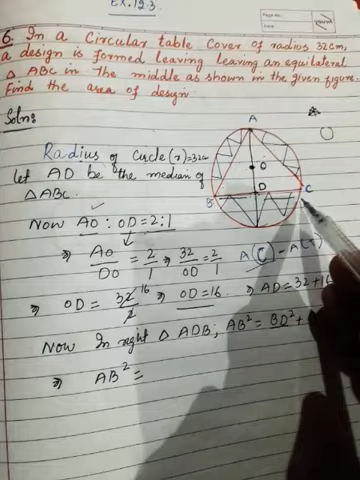 EX.12.3
6. In a Circular table Cover of radius 32cm,
a design is formed leaving leaving an equilateral
Δ ABC in the middle as shown in the given figure.
Find the area of design.
Soln:
A
O
D
B
C
Radius of Circle (r) = 32cm
let AD be the median of
Δ ABC.
Now AO : OD = 2:1
⇒ AO/DO = 2/1 ⇒ 32/OD = 2/1
⇒ OD = 32/2 16 ⇒ OD = 16 ⇒ AD = 32+16
Now In right Δ ADB; AB² = BD² +
⇒ AB² =